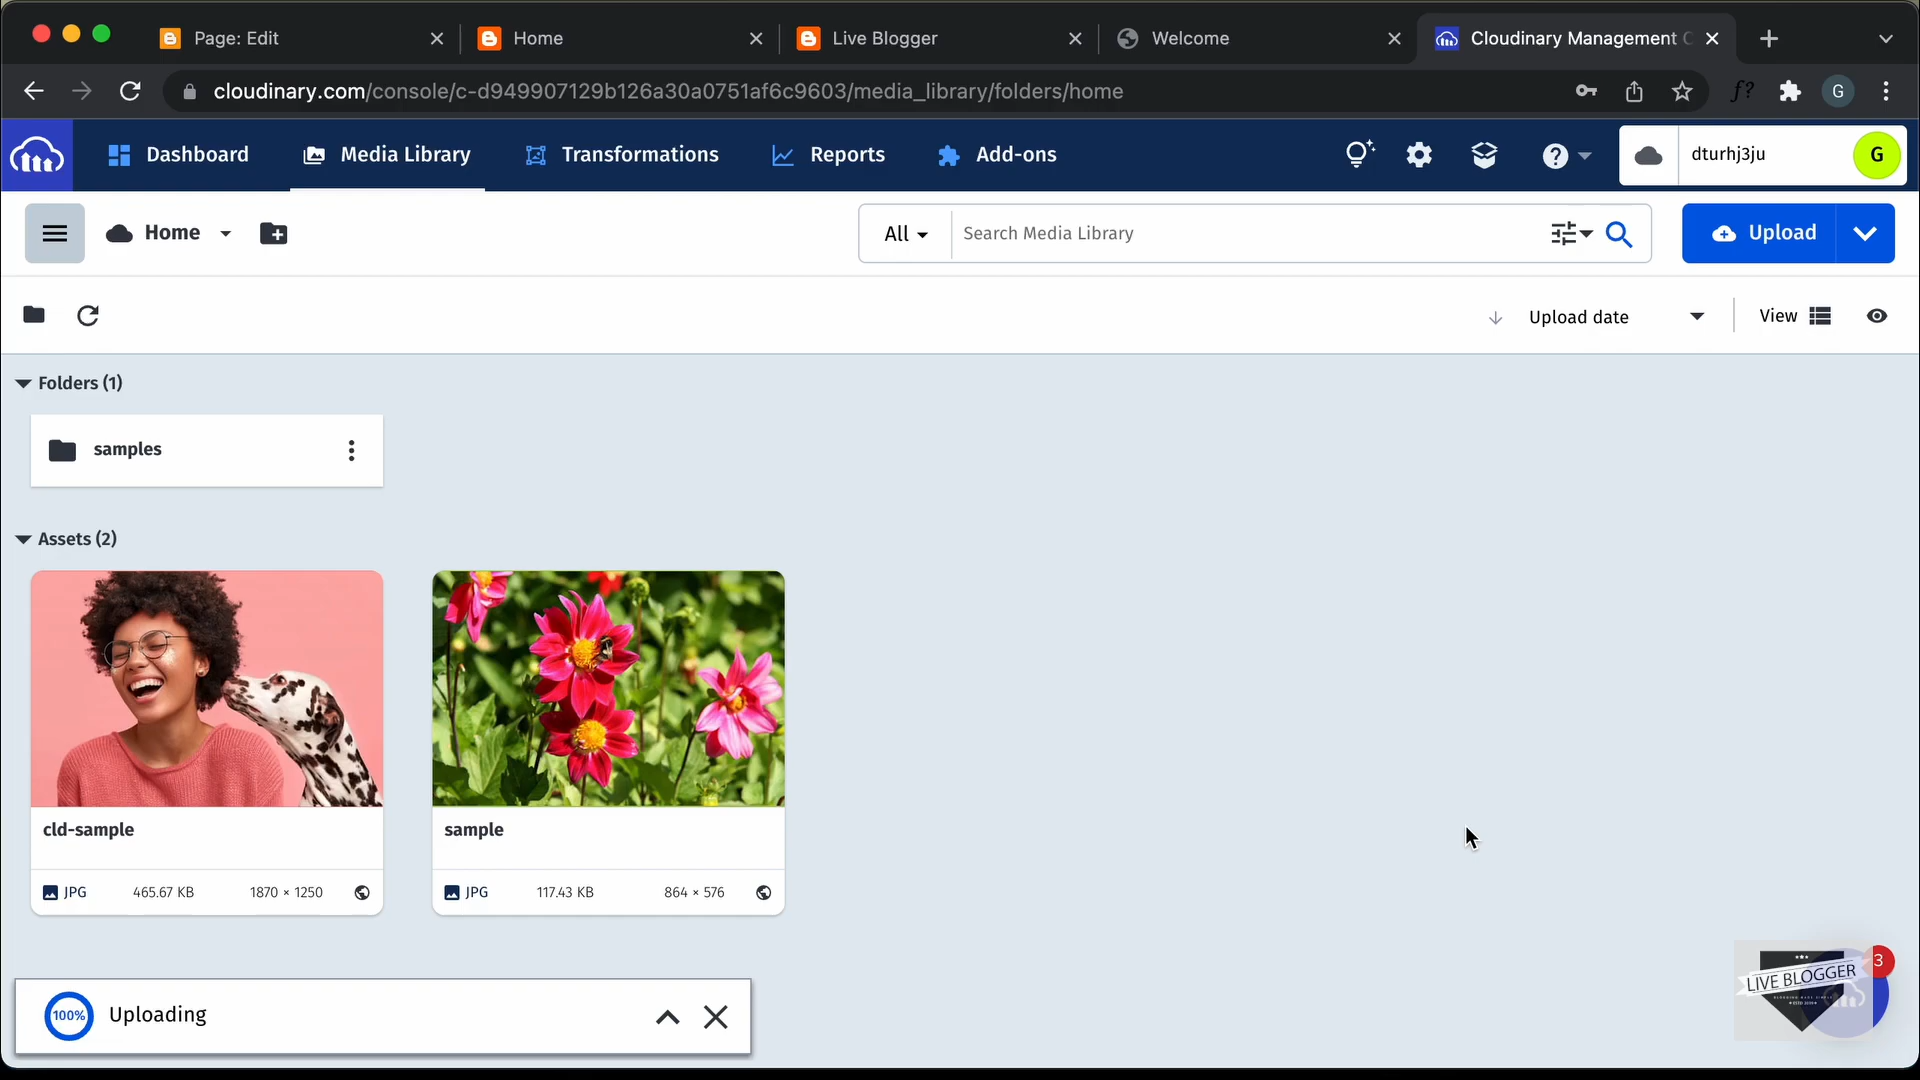 Page: Edit
Home
Live Blogger
Welcome
Cloudinary Management
cloudinary.com/console/c-d949907129b126a30a0751af6c9603/media_library/folders/home
G
Dashboard
Media Library
Transformations
Reports
Add-ons
dturhj3ju
G
Home
All
Search Media Library
Upload
Upload date
View
Folders (1)
samples
Assets (2)
cld-sample
JPG 465.67 KB 1870 × 1250
sample
JPG 117.43 KB 864 × 576
100%
Uploading
3
LIVE BLOGGER